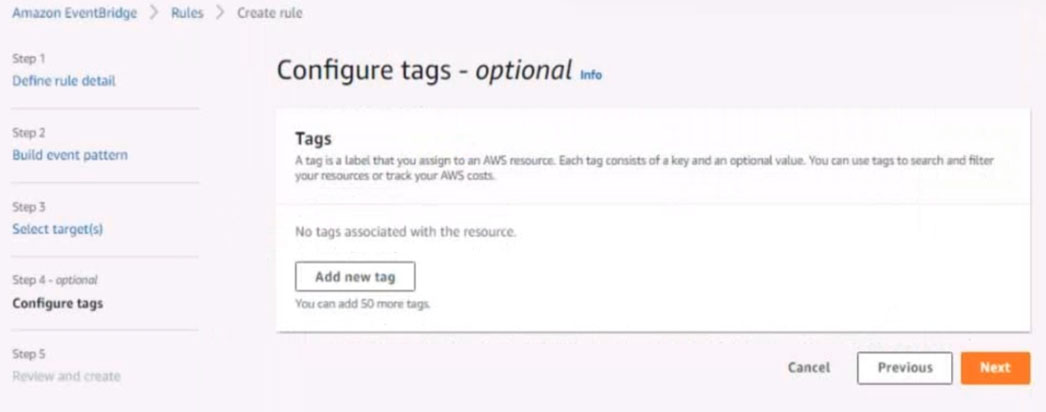 Amazon EventBridge > Rules > Create rule
Step 1
Define rule detail
Step 2
Build event pattern
Step 3
Select target(s)
Step 4 - optional
Configure tags
Step 5
Review and create
Configure tags - optional Info
Tags
A tag is a label that you assign to an AWS resource. Each tag consists of a key and an optional value. You can use tags to search and filter
your resources or track your AWS costs.
No tags associated with the resource.
Add new tag
You can add 50 more tags.
Cancel Previous Next